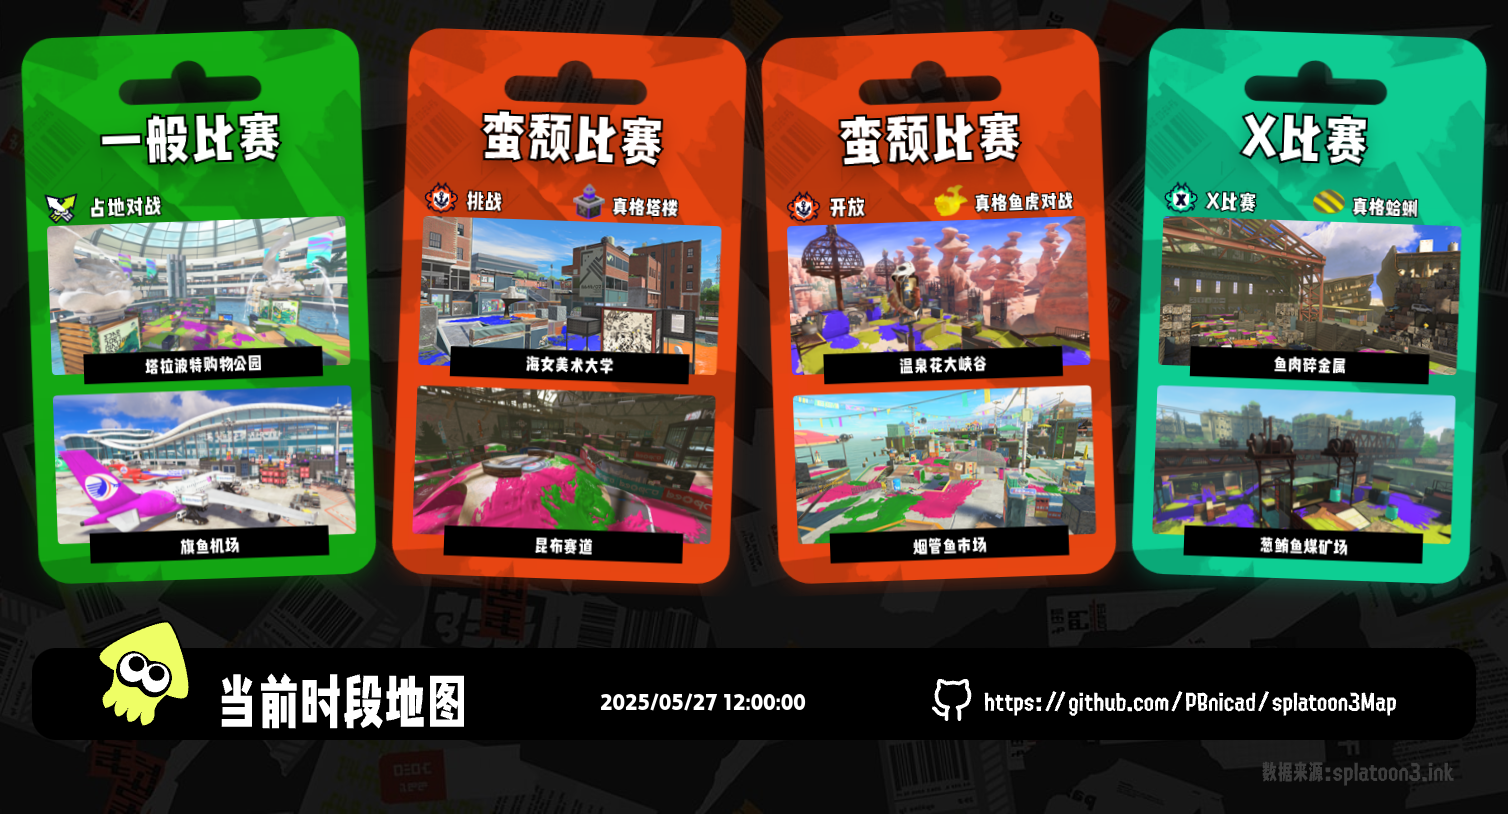 一般比赛
占地对战
塔拉波特购物公园
旗鱼机场
蛮颓比赛
挑战
真格塔楼
海女美术大学
昆布赛道
蛮颓比赛
开放
真格鱼虎对战
温泉花大峡谷
烟管鱼市场
X比赛
X比赛
真格蛤蜊
鱼肉碎金属
葱鲔鱼煤矿场
当前时段地图
2025/05/27 12:00:00
https://github.com/PBnicad/splatoon3Map
数据来源:splatoon3.ink